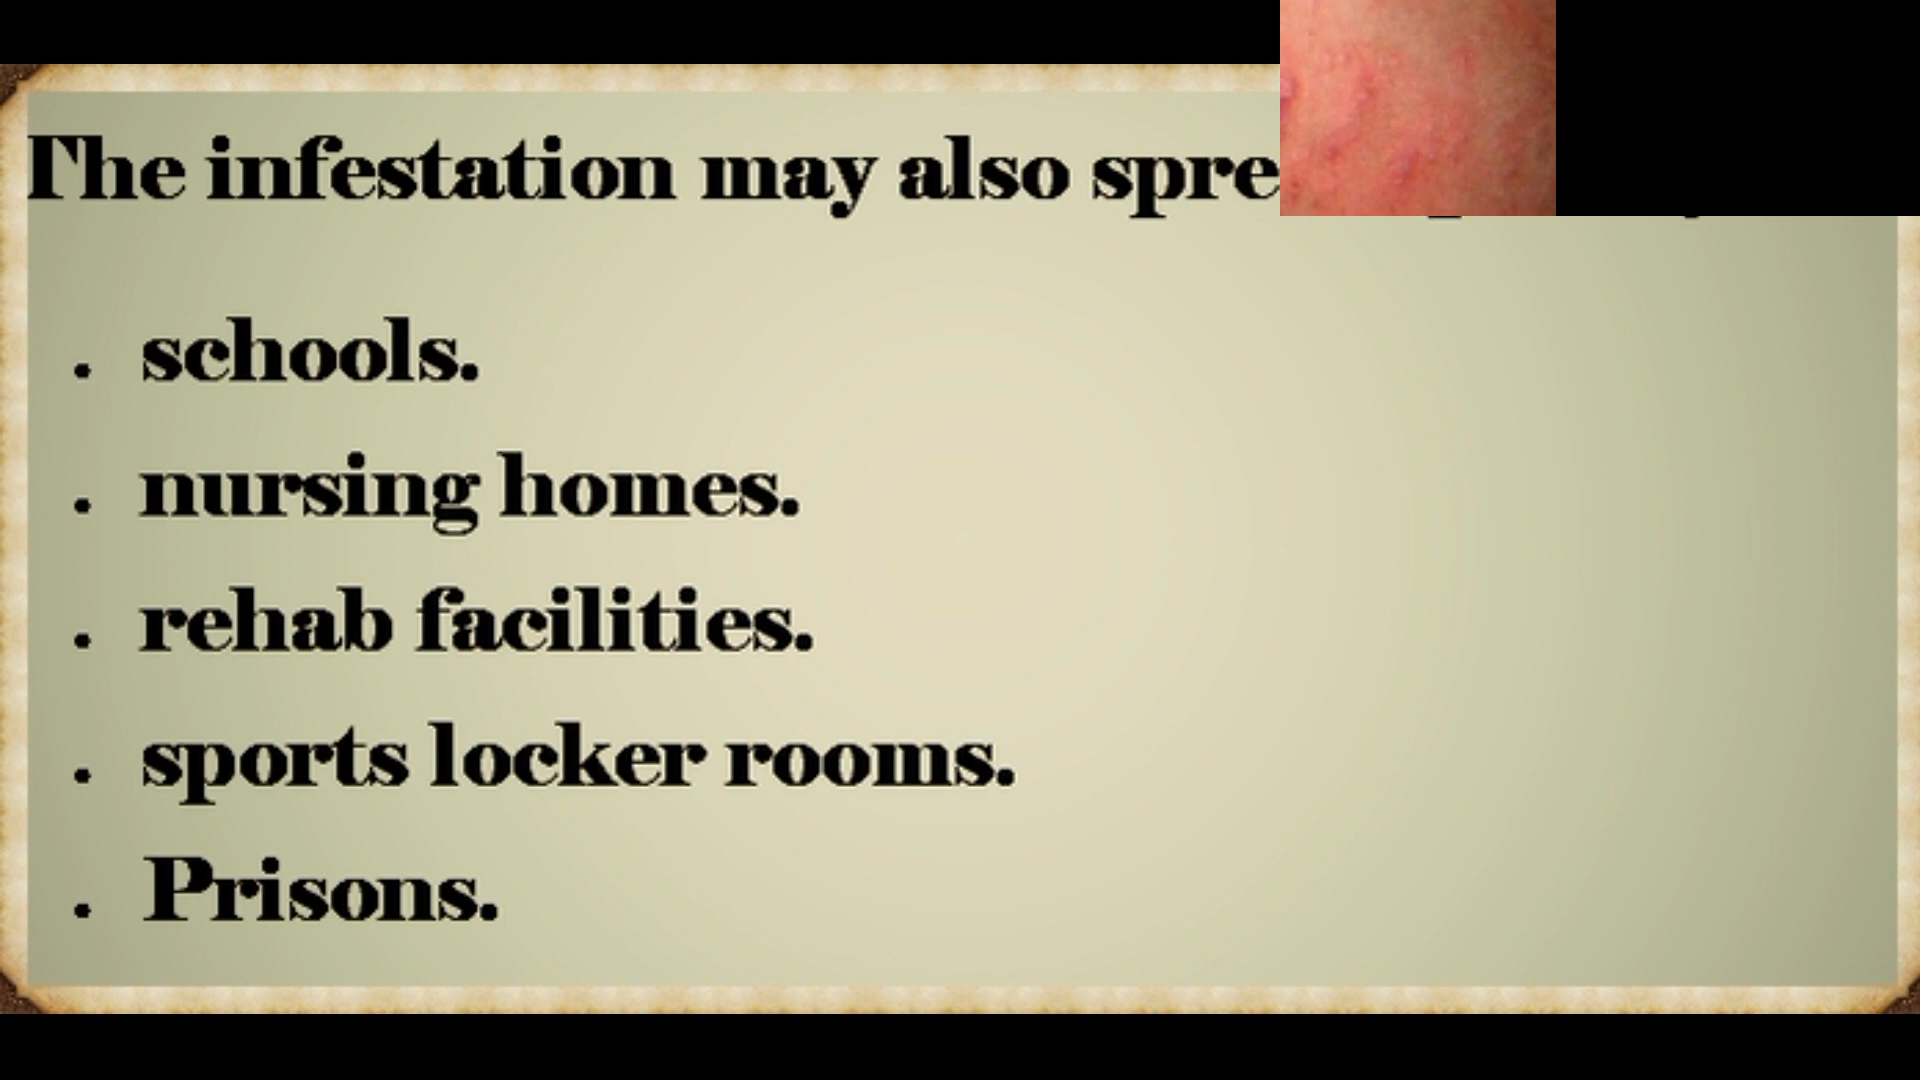 The infestation may also spre
. schools.
. nursing homes.
. rehab facilities.
. sports locker rooms.
. Prisons.